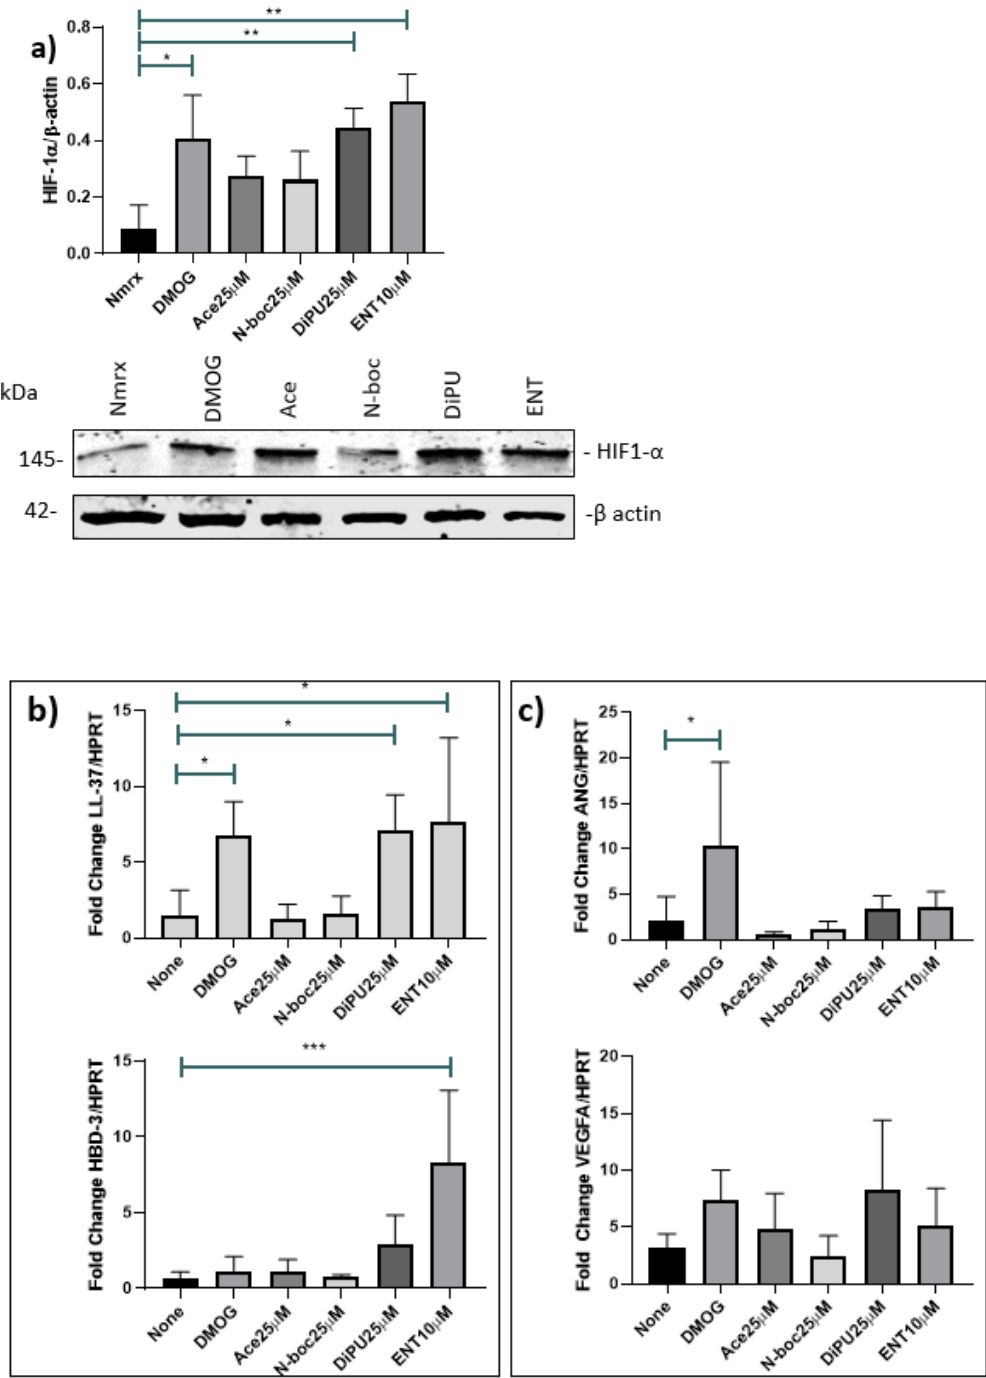 a)
**
**
*
HIF-1α/β-actin
0.8
0.6
0.4
0.2
0.0
Nmrx
DMOG
Ace25µM
N-boc25µM
DiPU25µM
ENT10µM
kDa
Nmrx
DMOG
Ace
N-boc
DiPU
ENT
145-
- HIF1-α
42-
-β actin
b)
*
*
*
Fold Change LL-37/HPRT
15
10
5
0
None
DMOG
Ace25µM
N-boc25µM
DiPU25µM
ENT10µM
***
Fold Change HBD-3/HPRT
15
10
5
0
None
DMOG
Ace25µM
N-boc25µM
DiPU25µM
ENT10µM
c)
*
Fold Change ANG/HPRT
25
20
15
10
5
0
None
DMOG
Ace25µM
N-boc25µM
DiPU25µM
ENT10µM
Fold Change VEGFA/HPRT
20
15
10
5
0
None
DMOG
Ace25µM
N-boc25µM
DiPU25µM
ENT10µM